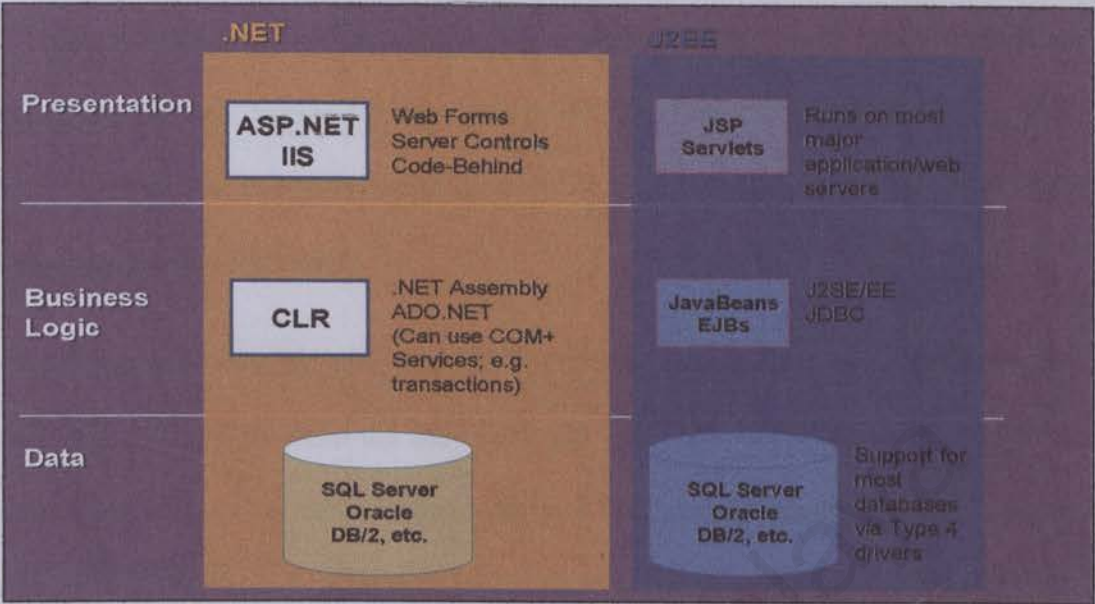 .NET
J2EE
Presentation
ASP.NET
IIS
Web Forms
Server Controls
Code-Behind
JSP
Servlets
Runs on most
major
application/web
servers
Business
Logic
CLR
.NET Assembly
ADO.NET
(Can use COM+
Services; e.g.
transactions)
JavaBeans
EJBs
J2SE/EE
JDBC
Data
SQL Server
Oracle
DB/2, etc.
SQL Server
Oracle
DB/2, etc.
Support for
most
databases
via Type 4
drivers